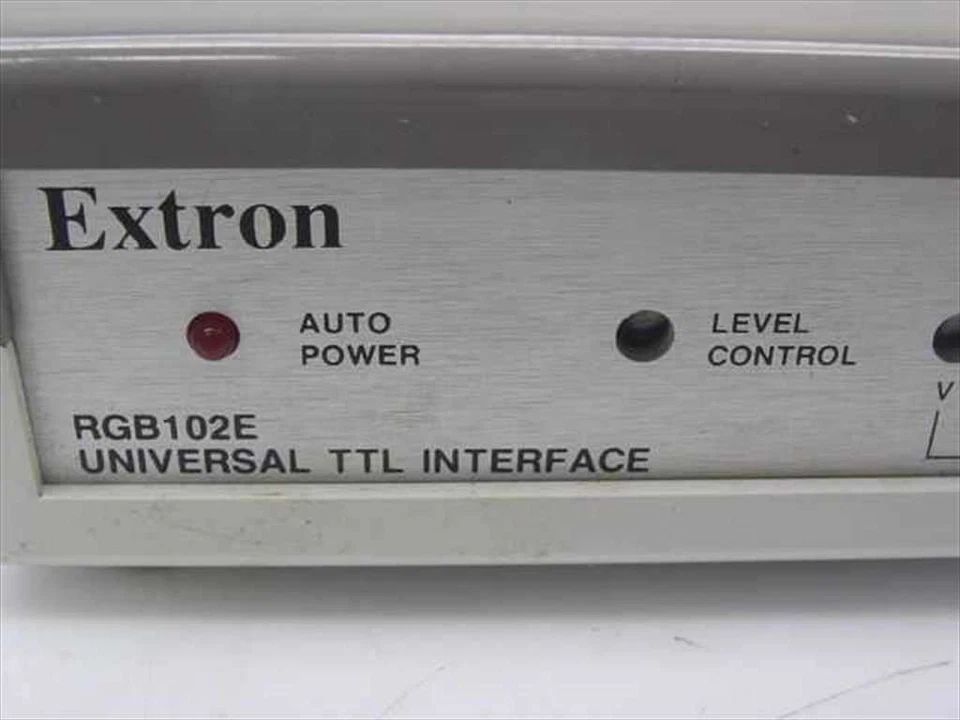 Extron
AUTO
POWER
LEVEL
CONTROL
V
RGB102E
UNIVERSAL TTL INTERFACE